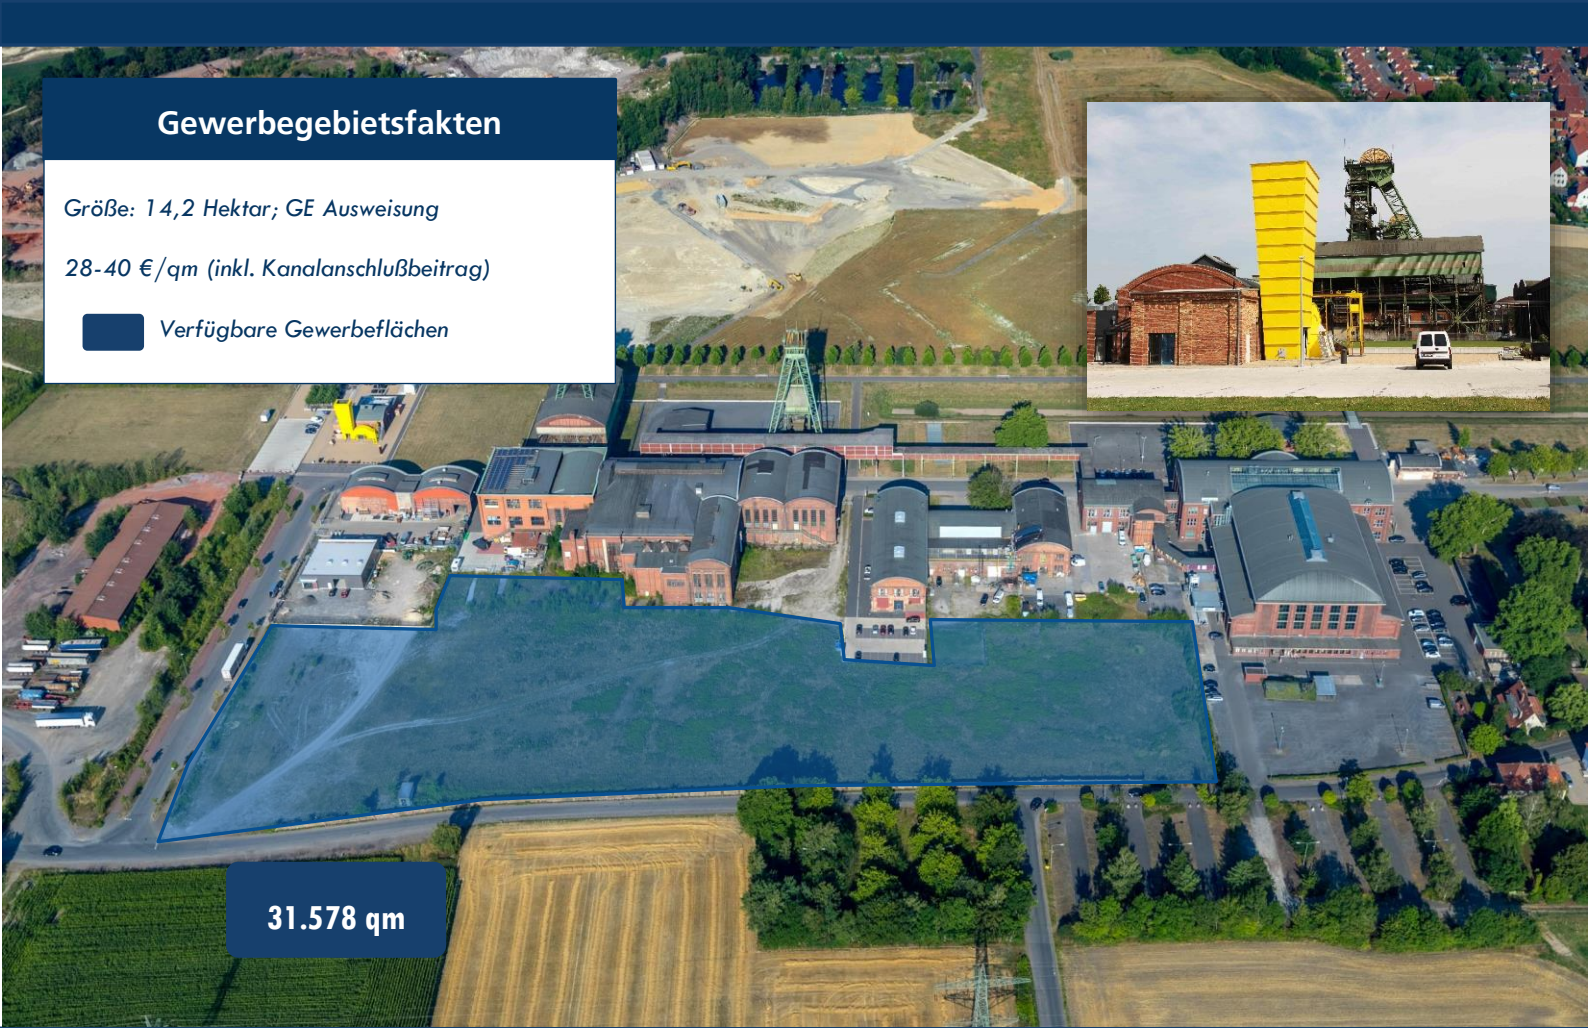 Gewerbegebietsfakten
Größe: 14,2 Hektar; GE Ausweisung
28-40 €/qm (inkl. Kanalanschlußbeitrag)
Verfügbare Gewerbeflächen
31.578 qm